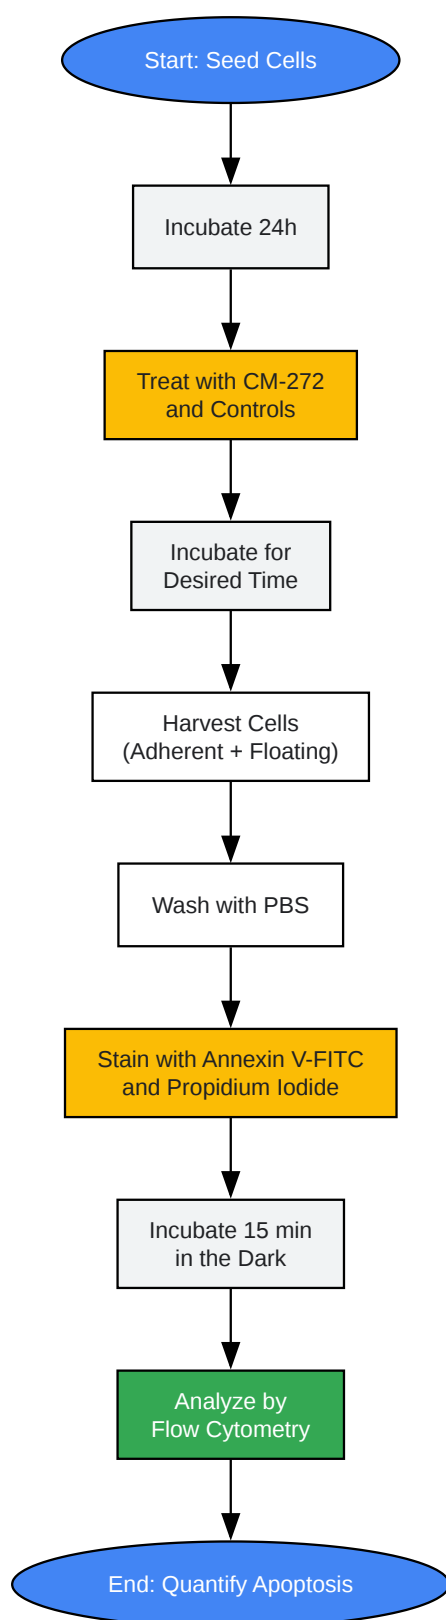 Start: Seed Cells
Incubate 24h
Treat with CM-272
and Controls
Incubate for
Desired Time
Harvest Cells
(Adherent + Floating)
Wash with PBS
Stain with Annexin V-FITC
and Propidium Iodide
Incubate 15 min
in the Dark
Analyze by
Flow Cytometry
End: Quantify Apoptosis